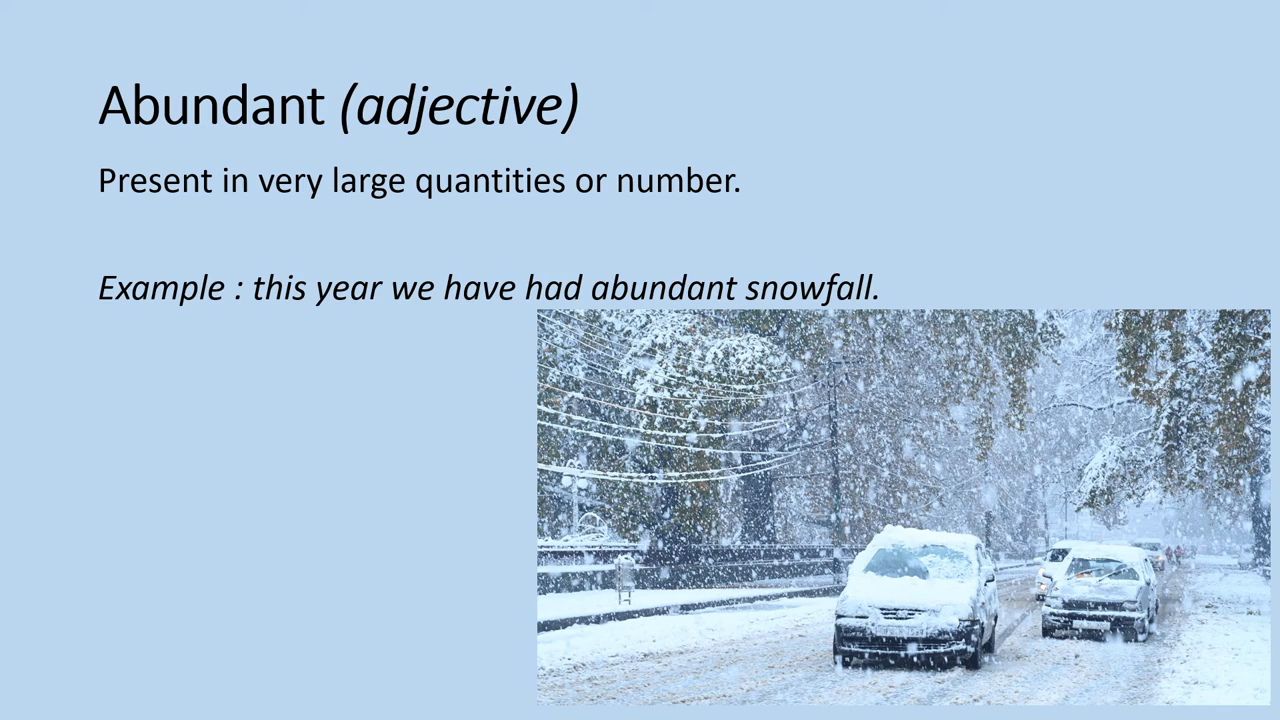 Abundant (adjective)
Present in very large quantities or number.
Example : this year we have had abundant snowfall.